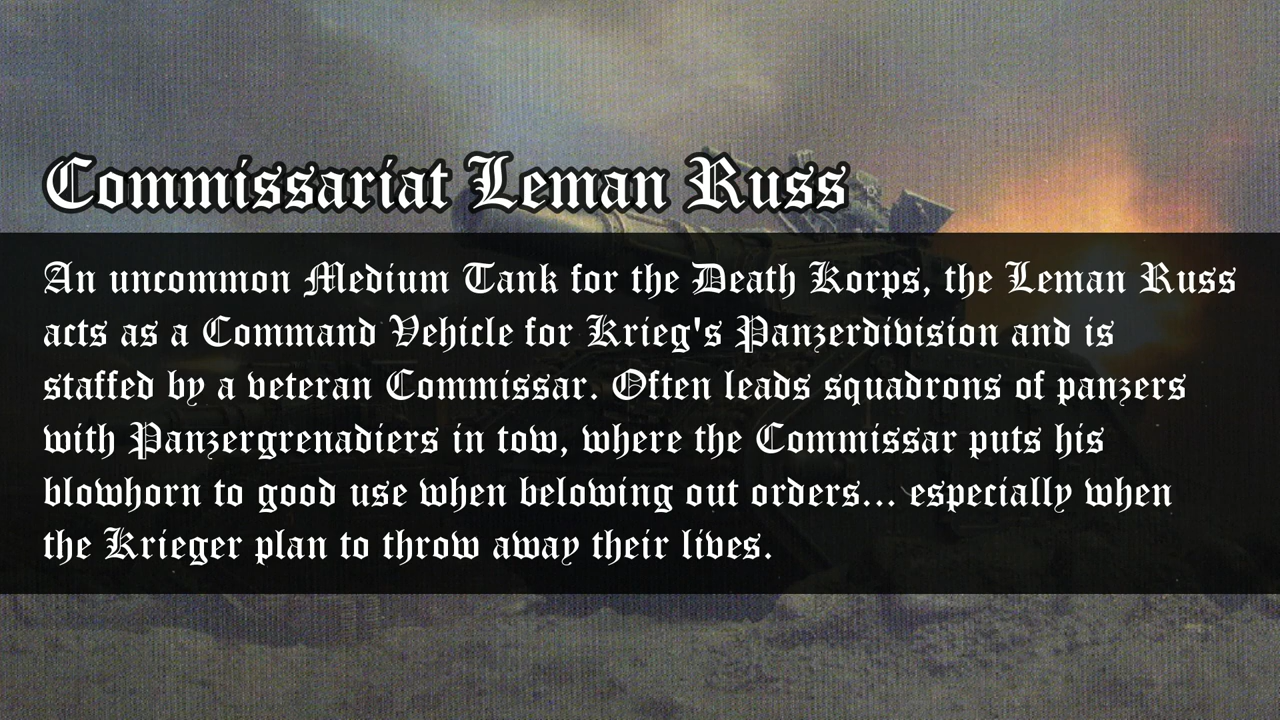 Commissariat Leman Russ
An uncommon Medium Tank for the Death Korps, the Leman Russ
acts as a Command Vehicle for Krieg's Panzerdivision and is
staffed by a veteran Commissar. Often leads squadrons of panzers
with Panzergrenadiers in tow, where the Commissar puts his
blowhorn to good use when belowing out orders... especially when
the Krieger plan to throw away their lives.